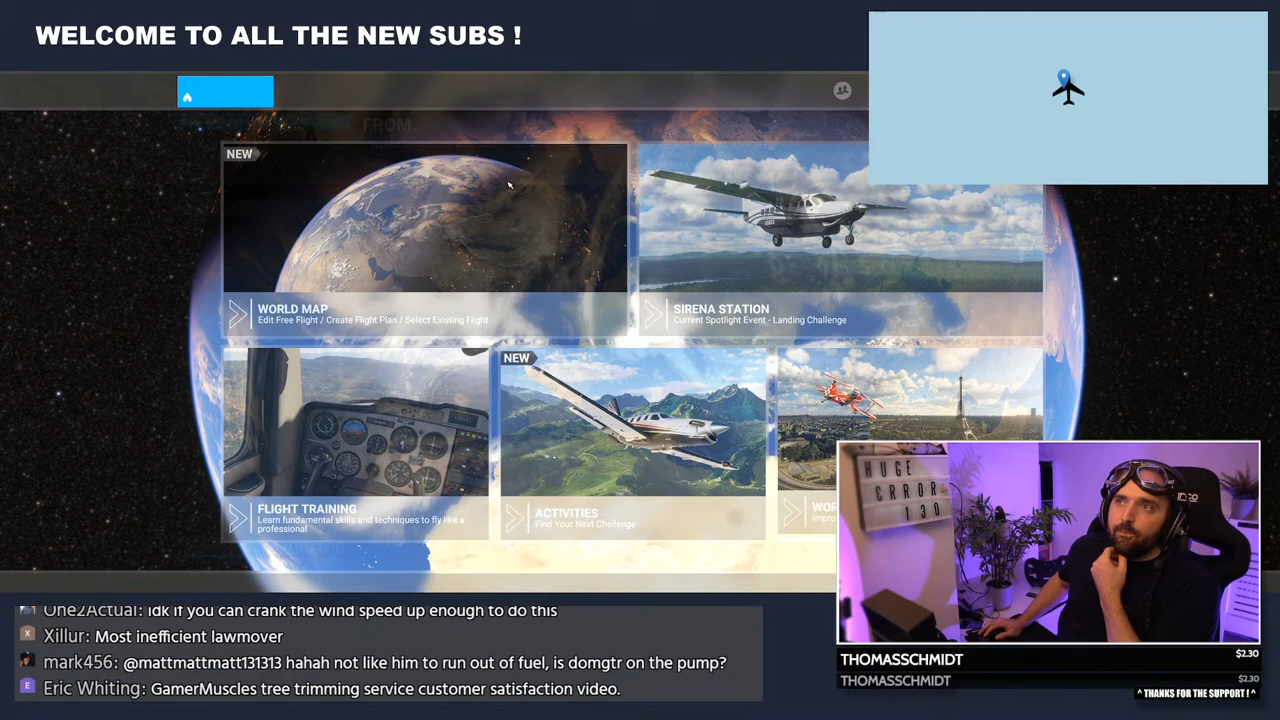 WELCOME TO ALL THE NEW SUBS !
FROM
NEW
WORLD MAP
Edit Free Flight / Create Flight Plan / Select Existing Flight
SIRENA STATION
Current Spotlight Event - Landing Challenge
FLIGHT TRAINING
Learn fundamental skills and techniques to fly like a
professional
NEW
ACTIVITIES
Find Your Next Challenge
WOR
Impro
HUGE
ERROR
130
One2Actual: idk if you can crank the wind speed up enough to do this
Xillur: Most inefficient lawmover
mark456: @mattmattmatt131313 hahah not like him to run out of fuel, is domgtr on the pump?
Eric Whiting: GamerMuscles tree trimming service customer satisfaction video.
THOMASSCHMIDT $2.30
THOMASSCHMIDT $2.30
^ THANKS FOR THE SUPPORT ! ^